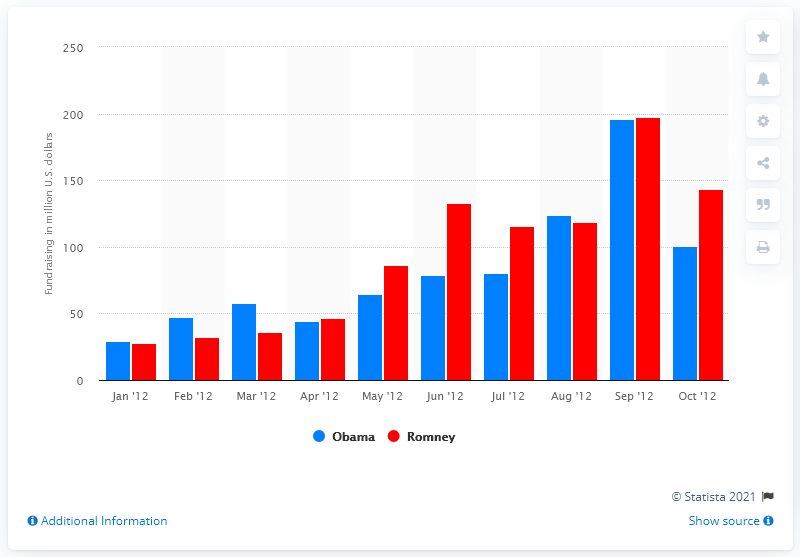 250
200
150
100
50
0
Fundraising in million U.S. dollars
Jan '12 Feb '12 Mar '12 Apr '12 May '12 Jun '12 Jul '12 Aug '12 Sep '12 Oct '12
Obama Romney
© Statista 2021
Additional Information Show source